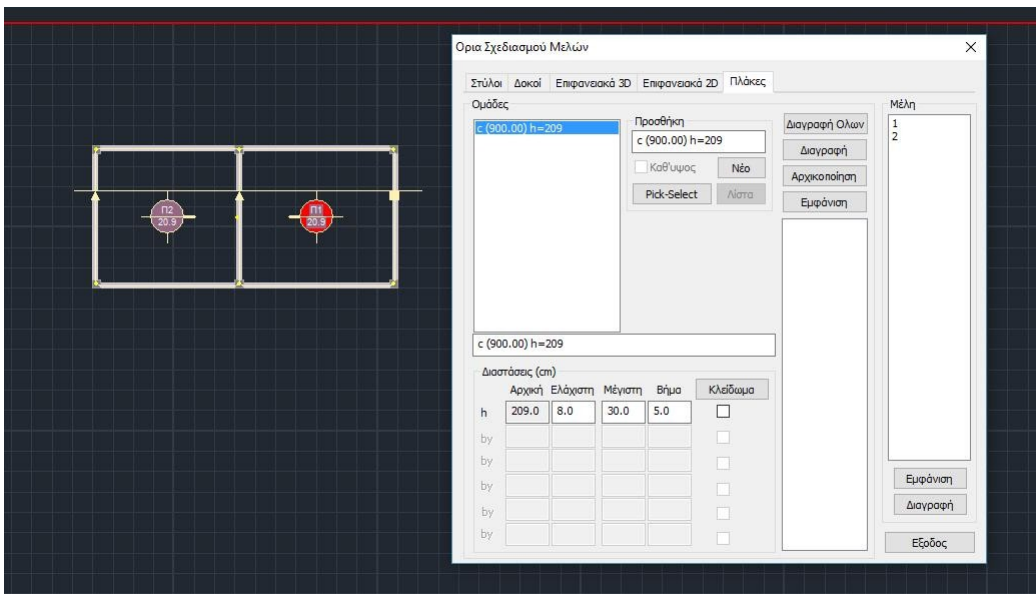 Ορια Σχεδιασμού Μελών
Στύλοι Δοκοί Επιφανειακά 3D Επιφανειακά 2D Πλάκες
Ομάδες
c (900.00) h=209
Προσθήκη
c (900.00) h=209
Καθ'υψος Νέο
Pick-Select Λίστα
Διαγραφή Ολων
Διαγραφή
Αρχικοποίηση
Εμφάνιση
Μέλη
1
2
c (900.00) h=209
Διαστάσεις (cm)
Αρχική Ελάχιστη Μέγιστη Βήμα Κλείδωμα
h 209.0 8.0 30.0 5.0
by
by
by
by
by
Εμφάνιση
Διαγραφή
Εξοδος
Π2
20.9
Π1
20.9